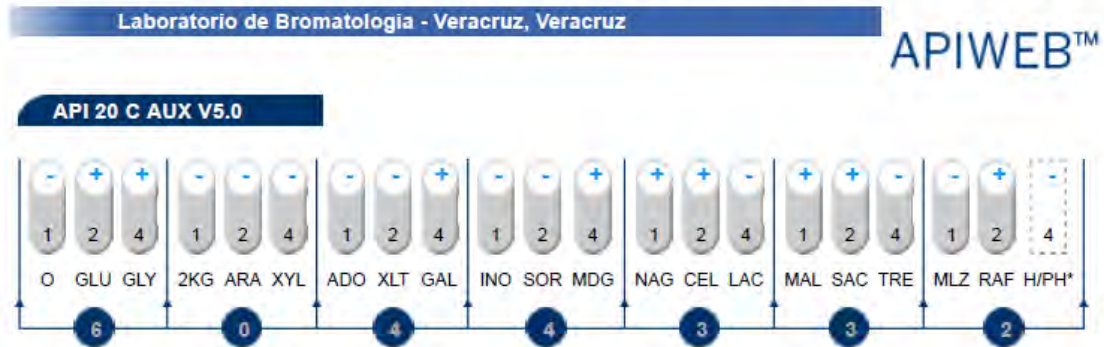 Laboratorio de Bromatologia - Veracruz, Veracruz
APIWEB™
API 20 C AUX V5.0
- + + - - - - - + - - + + + - + + - - + -
1 2 4 1 2 4 1 2 4 1 2 4 1 2 4 1 2 4 1 2 4
O GLU GLY 2KG ARA XYL ADO XLT GAL INO SOR MDG NAG CEL LAC MAL SAC TRE MLZ RAF H/PH*
6 0 4 4 3 3 2